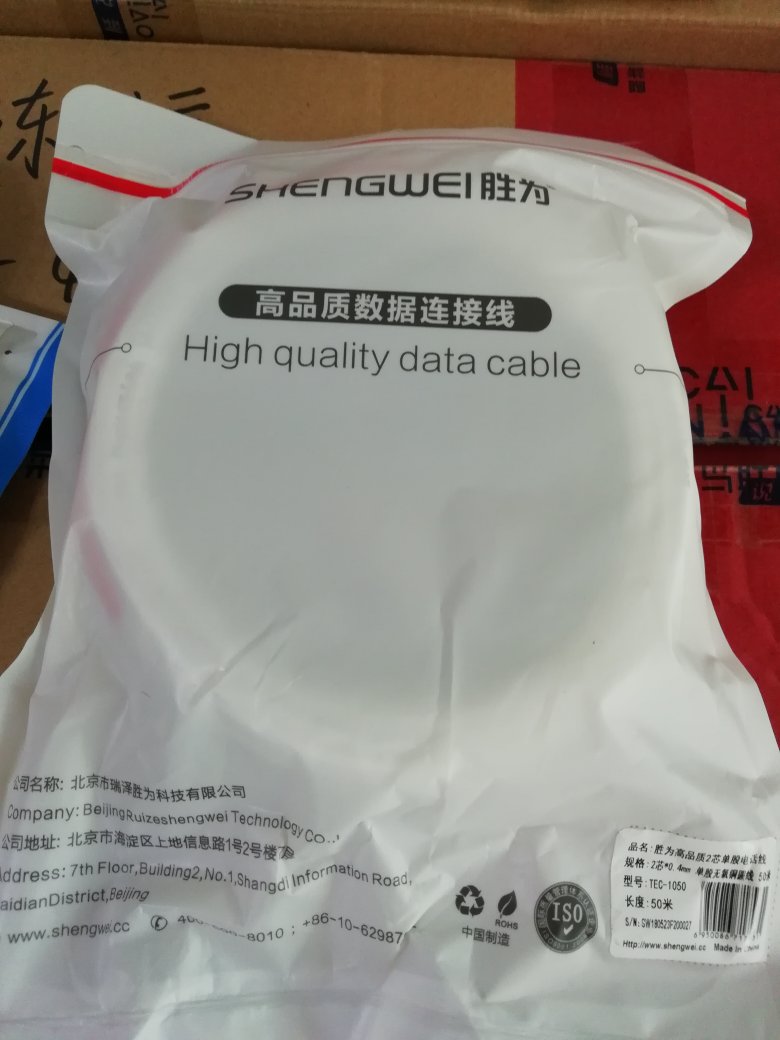 SHENGWEI胜为
高品质数据连接线
High quality data cable
公司名称: 北京市瑞泽胜为科技有限公司
Company: Beijing Ruizeshengwei Technology Co.,
公司地址: 北京市海淀区上地信息路1号2号楼
Address: 7th Floor,Building2,No.1,Shangdi Information Road,
aidianDistrict,Beijing
www.shengwei.cc
8010 ; +86-10-6298
中国制造
ROHS
ISO
品名:胜为高品质2芯单股电话线
规格:2芯*0.4mm 单股无氧铜 50米
型号:TEC-1050
长度:50米
S/N:SW180523F200027
Http://www.shengwei.cc Made In China